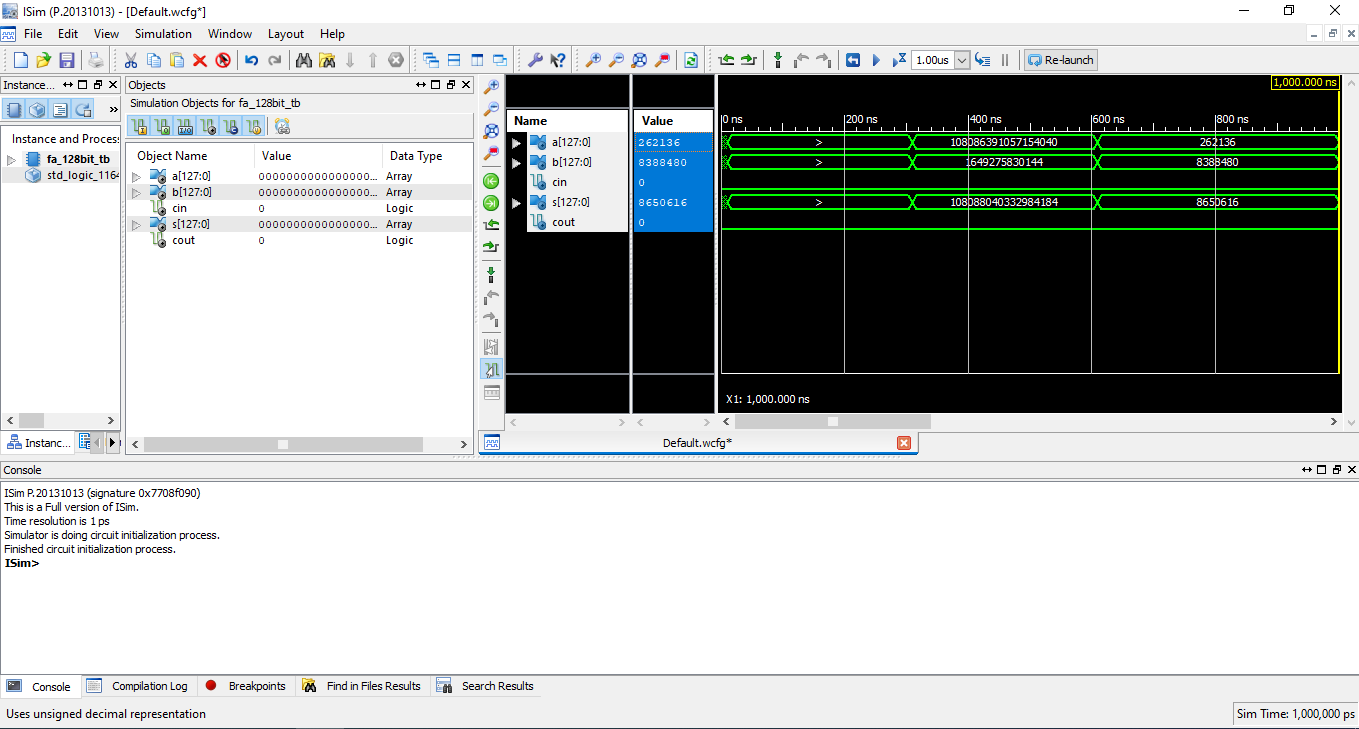 ISim (P.20131013) - [Default.wcfg*]
File Edit View Simulation Window Layout Help
1.00us Re-launch
Instance...
Instance and Process
fa_128bit_tb
std_logic_1164
Instanc...
Objects
Simulation Objects for fa_128bit_tb
Object Name Value Data Type
a[127:0] 0000000000000000... Array
b[127:0] 0000000000000000... Array
cin 0 Logic
s[127:0] 0000000000000000... Array
cout 0 Logic
Name Value
a[127:0] 262136
b[127:0] 8388480
cin 0
s[127:0] 8650616
cout 0
1,000.000 ns
0 ns 200 ns 400 ns 600 ns 800 ns
> 108086391057154040 262136
> 1649275830144 8388480
> 108088040332984184 8650616
X1: 1,000.000 ns
Default.wcfg*
Console
ISim P.20131013 (signature 0x7708f090)
This is a Full version of ISim.
Time resolution is 1 ps
Simulator is doing circuit initialization process.
Finished circuit initialization process.
ISim>
Console Compilation Log Breakpoints Find in Files Results Search Results
Uses unsigned decimal representation Sim Time: 1,000,000 ps